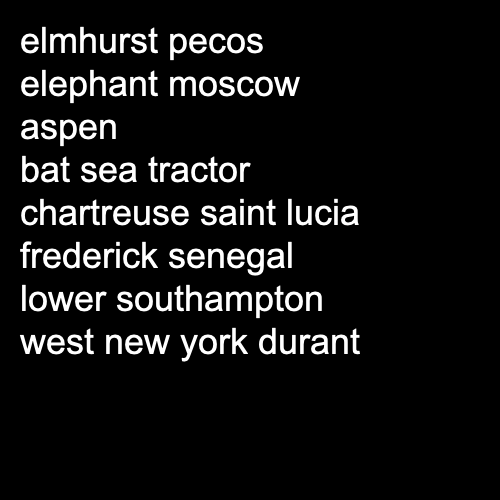 elmhurst pecos
elephant moscow
aspen
bat sea tractor
chartreuse saint lucia
frederick senegal
lower southampton
west new york durant